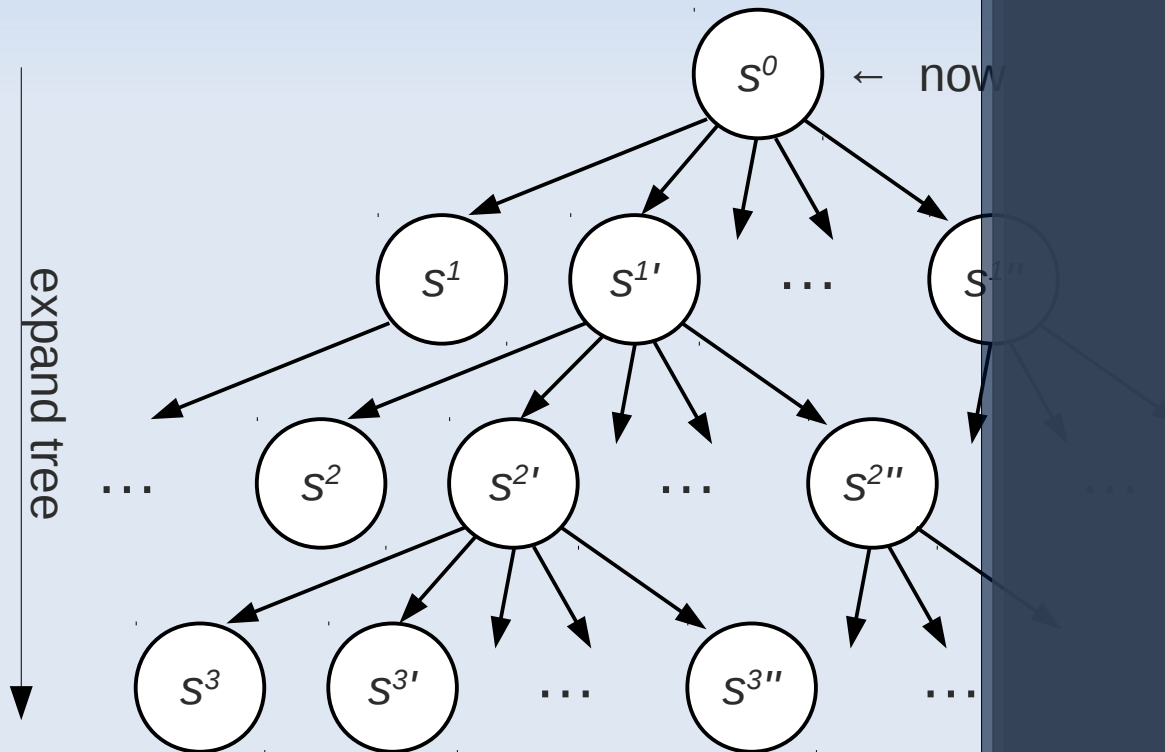 s⁰ ← now
s¹ s¹′ … s¹″
expand tree
… s² s²′ … s²″ …
s³ s³′ … s³″ …